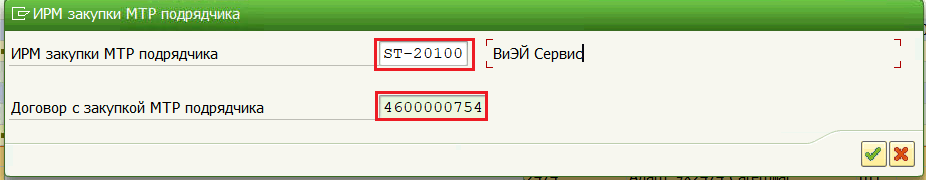 ИРМ закупки МТР подрядчика
ИРМ закупки МТР подрядчика ST-20100 ВиЭЙ Сервис
Договор с закупкой МТР подрядчика 4600000754